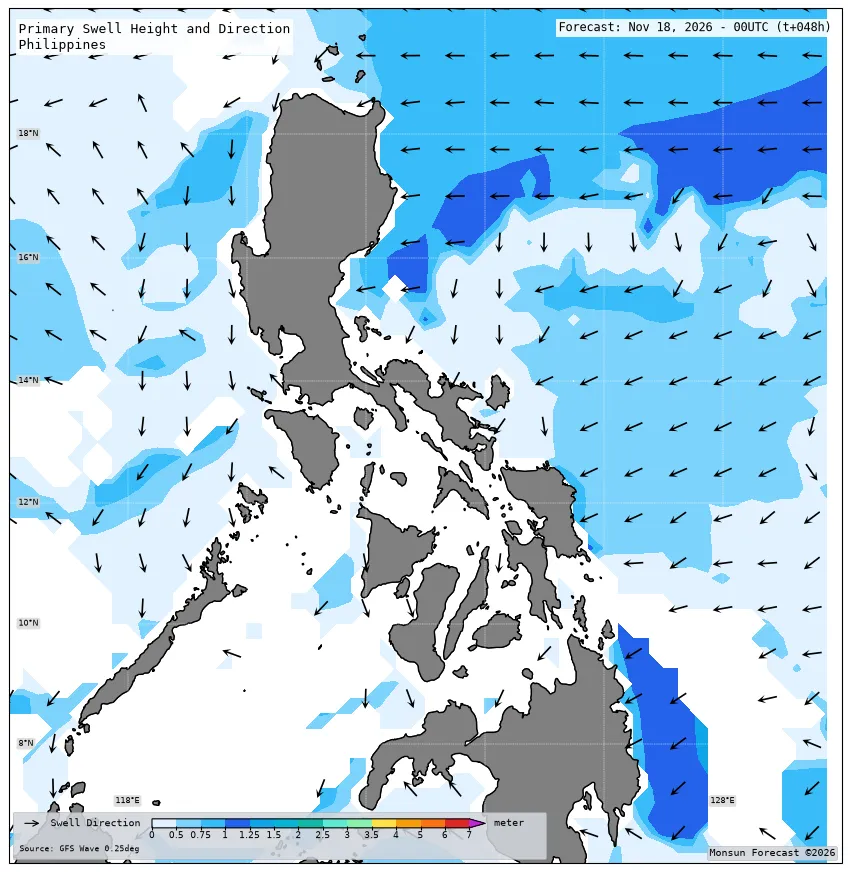 Primary Swell Height and Direction
Philippines
Forecast: Nov 18, 2026 - 00UTC (t+048h)
18°N
16°N
14°N
12°N
10°N
8°N
118°E
128°E
Swell Direction
meter
0 0.5 0.75 1 1.25 1.5 2 2.5 3 3.5 4 5 6 7
Source: GFS Wave 0.25deg
Monsun Forecast ©2026